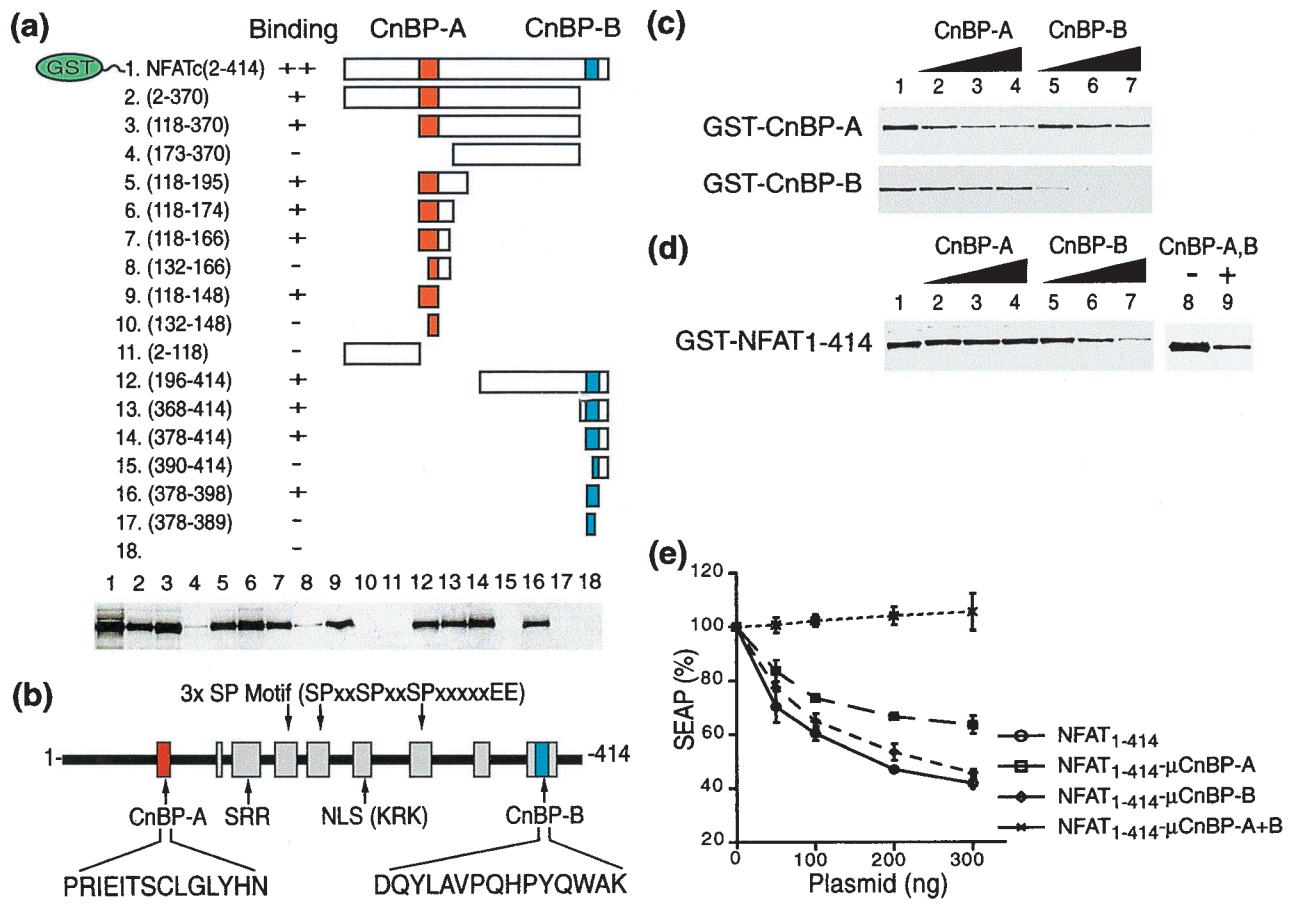 (a)
Binding CnBP-A CnBP-B
GST 1. NFATc(2-414) ++
2. (2-370) +
3. (118-370) +
4. (173-370) -
5. (118-195) +
6. (118-174) +
7. (118-166) +
8. (132-166) -
9. (118-148) +
10. (132-148) -
11. (2-118) -
12. (196-414) +
13. (368-414) +
14. (378-414) +
15. (390-414) -
16. (378-398) +
17. (378-389) -
18. -
1 2 3 4 5 6 7 8 9 10 11 12 13 14 15 16 17 18
(b)
3x SP Motif (SPxxSPxxSPxxxxxEE)
1- -414
CnBP-A SRR NLS (KRK) CnBP-B
PRIEITSCLGLYHN DQYLAVPQHPYQWAK
(c)
CnBP-A CnBP-B
1 2 3 4 5 6 7
GST-CnBP-A
GST-CnBP-B
(d)
CnBP-A CnBP-B CnBP-A,B
- +
1 2 3 4 5 6 7 8 9
GST-NFAT1-414
(e)
120
100
80
60
40
20
SEAP (%)
0 100 200 300
Plasmid (ng)
NFAT1-414
NFAT1-414-μCnBP-A
NFAT1-414-μCnBP-B
NFAT1-414-μCnBP-A+B